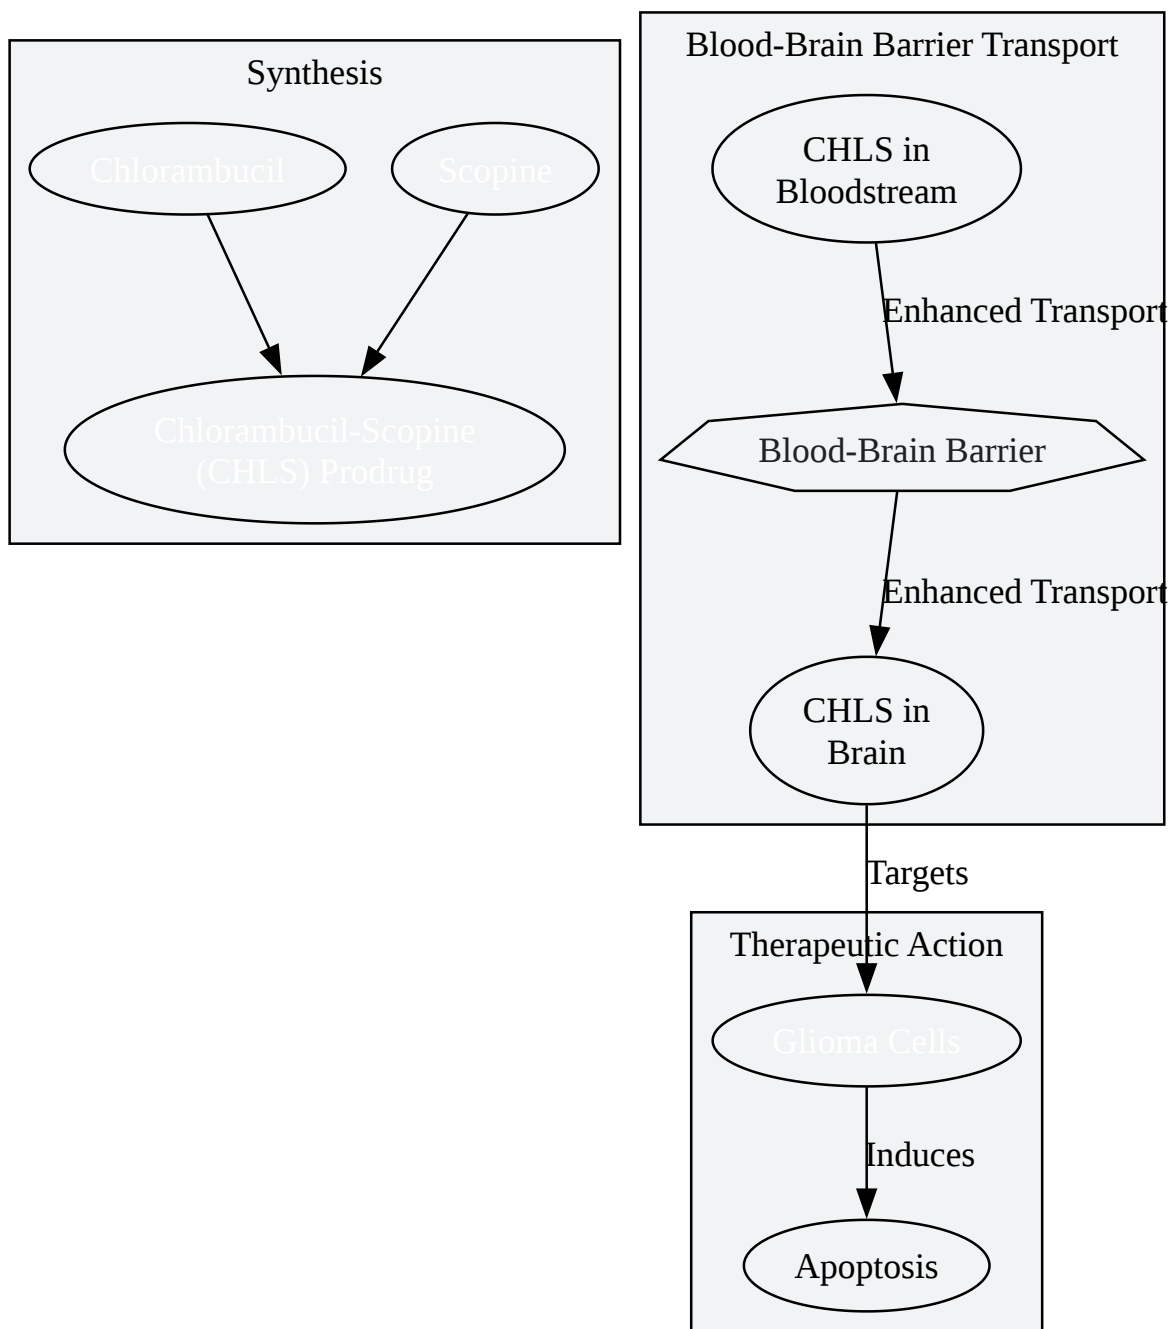 Synthesis
Chlorambucil
Scopine
Chlorambucil-Scopine
(CHLS) Prodrug
Blood-Brain Barrier Transport
CHLS in
Bloodstream
Enhanced Transport
Blood-Brain Barrier
Enhanced Transport
CHLS in
Brain
Targets
Therapeutic Action
Glioma Cells
Induces
Apoptosis